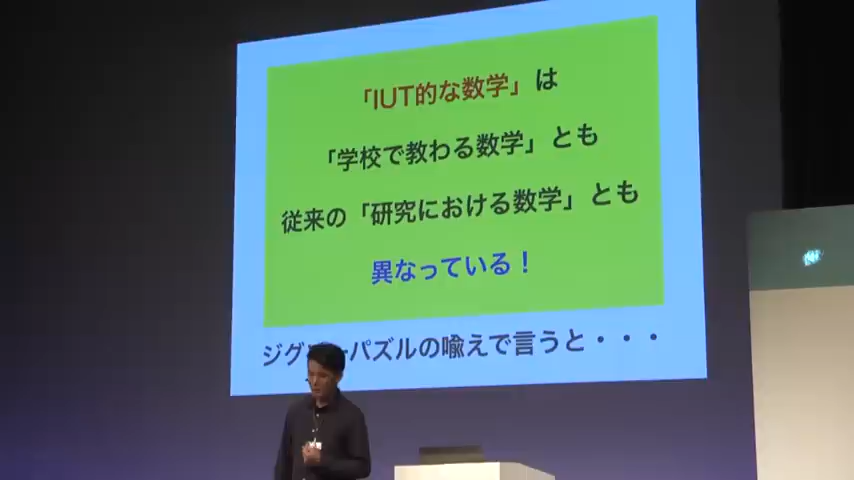 「IUT的な数学」は
「学校で教わる数学」とも
従来の「研究における数学」とも
異なっている！
ジグ ーパズルの喩えで言うと・・・